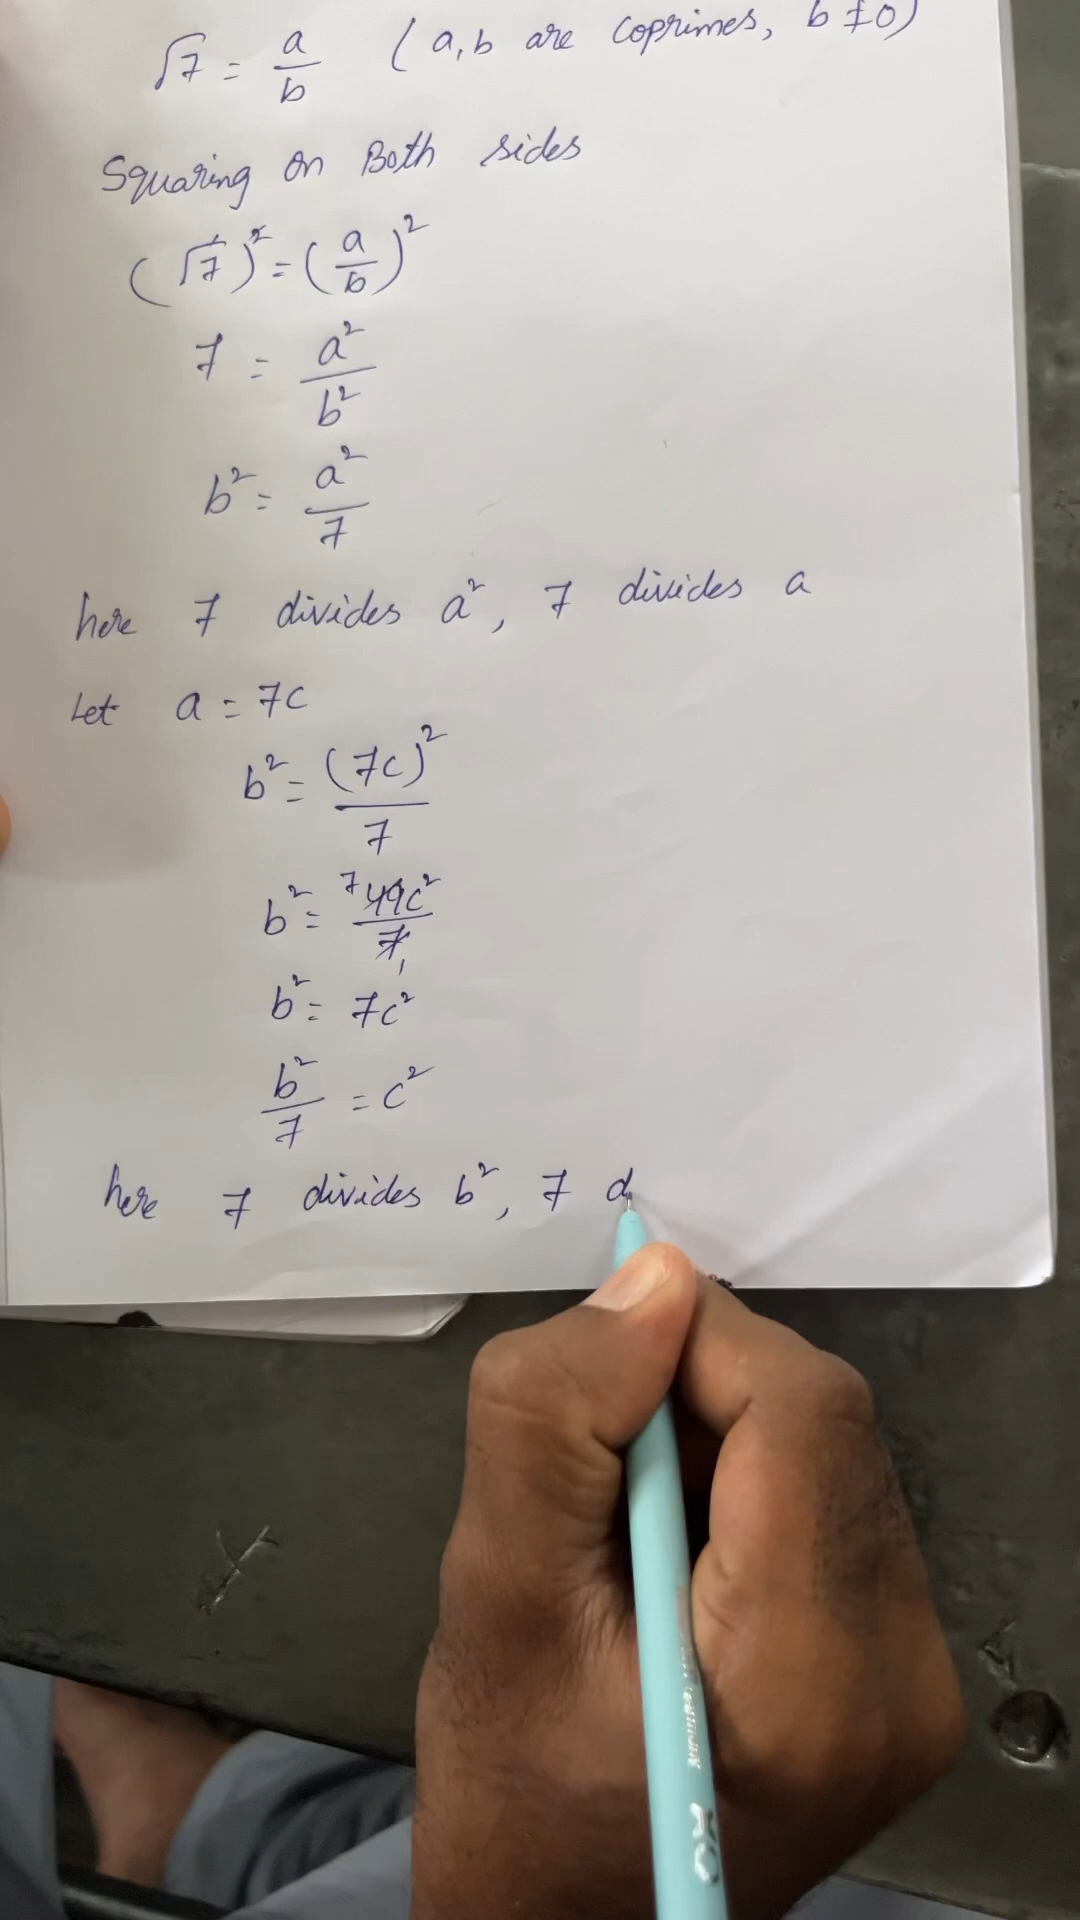 √7 = a/b (a,b are coprimes, b ≠ 0)
Squaring on Both sides
(√7)² = (a/b)²
7 = a²/b²
b² = a²/7
here 7 divides a², 7 divides a
Let a = 7c
b² = (7c)²/7
b² = 7 49c²/7 1
b² = 7c²
b²/7 = c²
here 7 divides b², 7 d